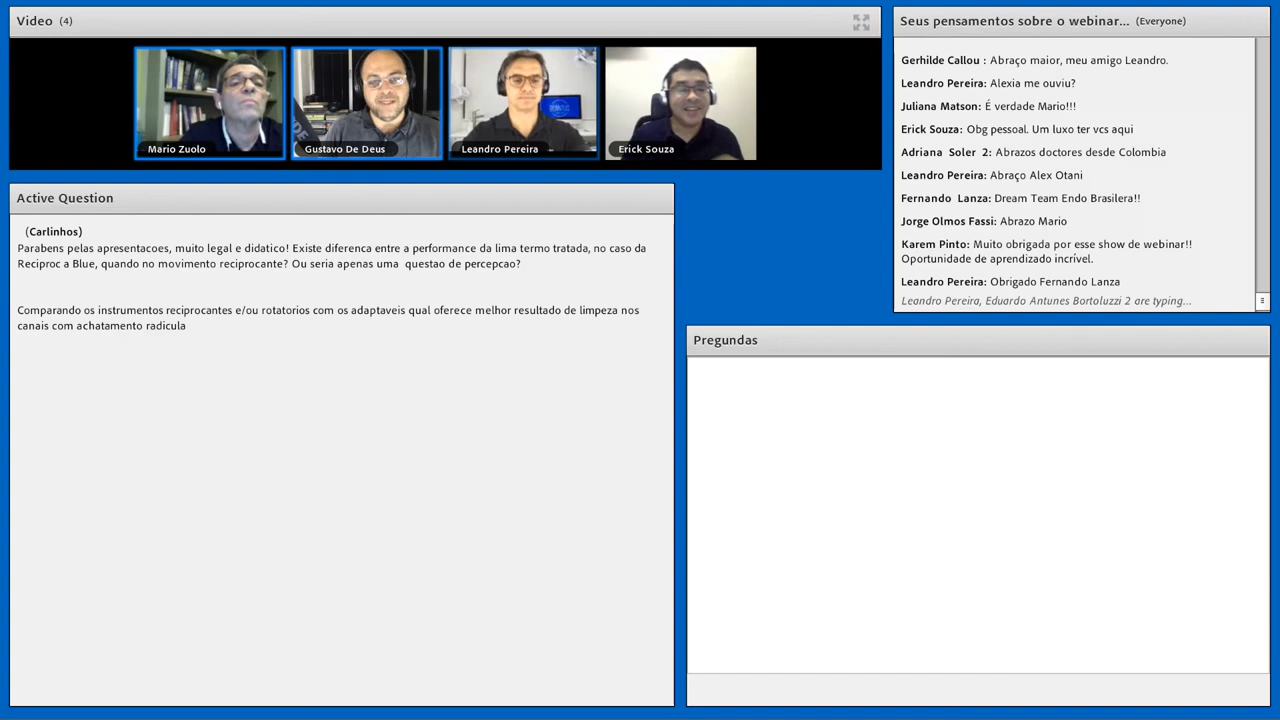 Video (4)
Mario Zuolo
Gustavo De Deus
Leandro Pereira
Erick Souza
Seus pensamentos sobre o webinar... (Everyone)
Gerhilde Callou : Abraço maior, meu amigo Leandro.
Leandro Pereira: Alexia me ouviu?
Juliana Matson: É verdade Mario!!!
Erick Souza: Obg pessoal. Um luxo ter vcs aqui
Adriana Soler 2: Abrazos doctores desde Colombia
Leandro Pereira: Abraço Alex Otani
Fernando Lanza: Dream Team Endo Brasilera!!
Jorge Olmos Fassi: Abrazo Mario
Karem Pinto: Muito obrigada por esse show de webinar!!
Oportunidade de aprendizado incrível.
Leandro Pereira: Obrigado Fernando Lanza
Leandro Pereira, Eduardo Antunes Bortoluzzi 2 are typing...
Active Question
(Carlinhos)
Parabens pelas apresentacoes, muito legal e didatico! Existe diferenca entre a performance da lima termo tratada, no caso da
Reciproc a Blue, quando no movimento reciprocante? Ou seria apenas uma questao de percepcao?
Comparando os instrumentos reciprocantes e/ou rotatorios com os adaptaveis qual oferece melhor resultado de limpeza nos
canais com achatamento radicula
Pregundas